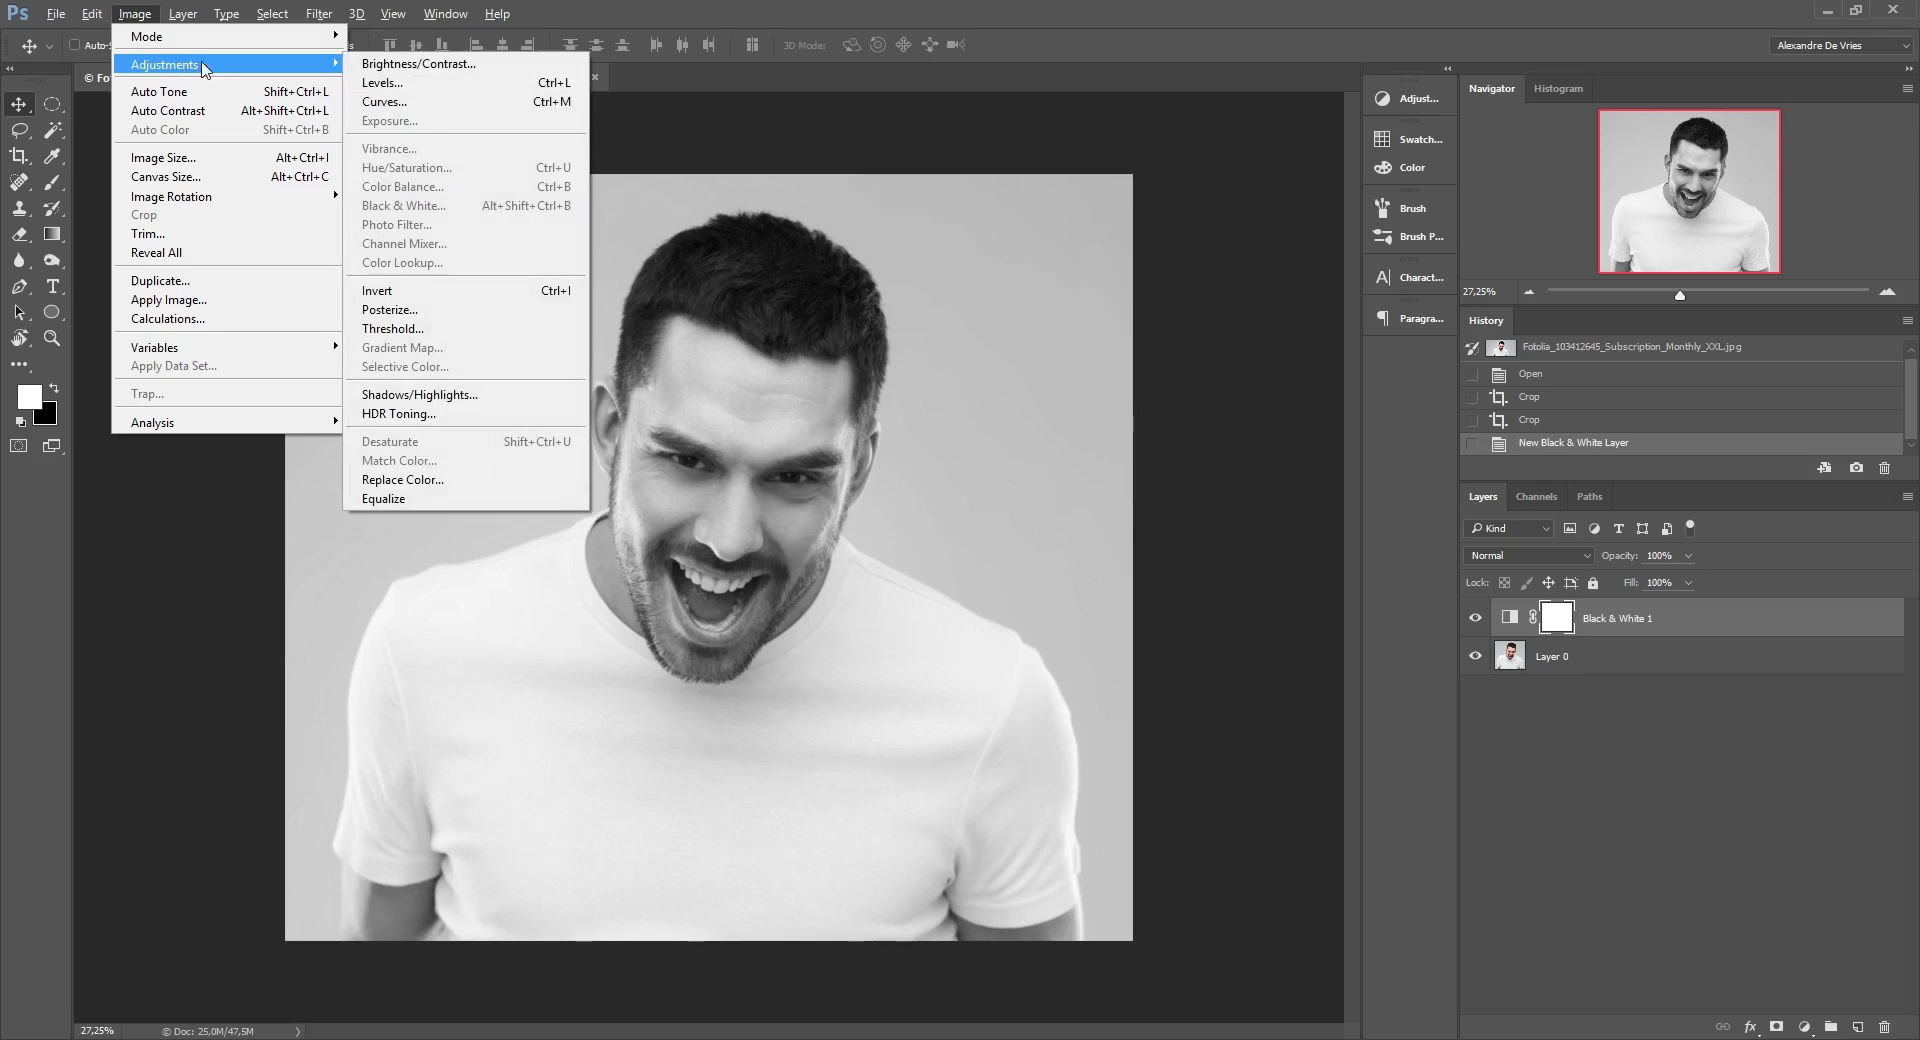 Ps File Edit Image Layer Type Select Filter 3D View Window Help
Auto-S
3D Mode:
Alexandre De Vries
© Fo
Mode
Adjustments
Auto Tone Shift+Ctrl+L
Auto Contrast Alt+Shift+Ctrl+L
Auto Color Shift+Ctrl+B
Image Size... Alt+Ctrl+I
Canvas Size... Alt+Ctrl+C
Image Rotation
Crop
Trim...
Reveal All
Duplicate...
Apply Image...
Calculations...
Variables
Apply Data Set...
Trap...
Analysis
Brightness/Contrast...
Levels... Ctrl+L
Curves... Ctrl+M
Exposure...
Vibrance...
Hue/Saturation... Ctrl+U
Color Balance... Ctrl+B
Black & White... Alt+Shift+Ctrl+B
Photo Filter...
Channel Mixer...
Color Lookup...
Invert Ctrl+I
Posterize...
Threshold...
Gradient Map...
Selective Color...
Shadows/Highlights...
HDR Toning...
Desaturate Shift+Ctrl+U
Match Color...
Replace Color...
Equalize
Adjust...
Swatch...
Color
Brush
Brush P...
Charact...
Paragra...
Navigator Histogram
27,25%
History
Fotolia_103412645_Subscription_Monthly_XXL.jpg
Open
Crop
Crop
New Black & White Layer
Layers Channels Paths
Kind
Normal Opacity: 100%
Lock: Fill: 100%
Black & White 1
Layer 0
fx
27,25% © Doc: 25,0M/47,5M